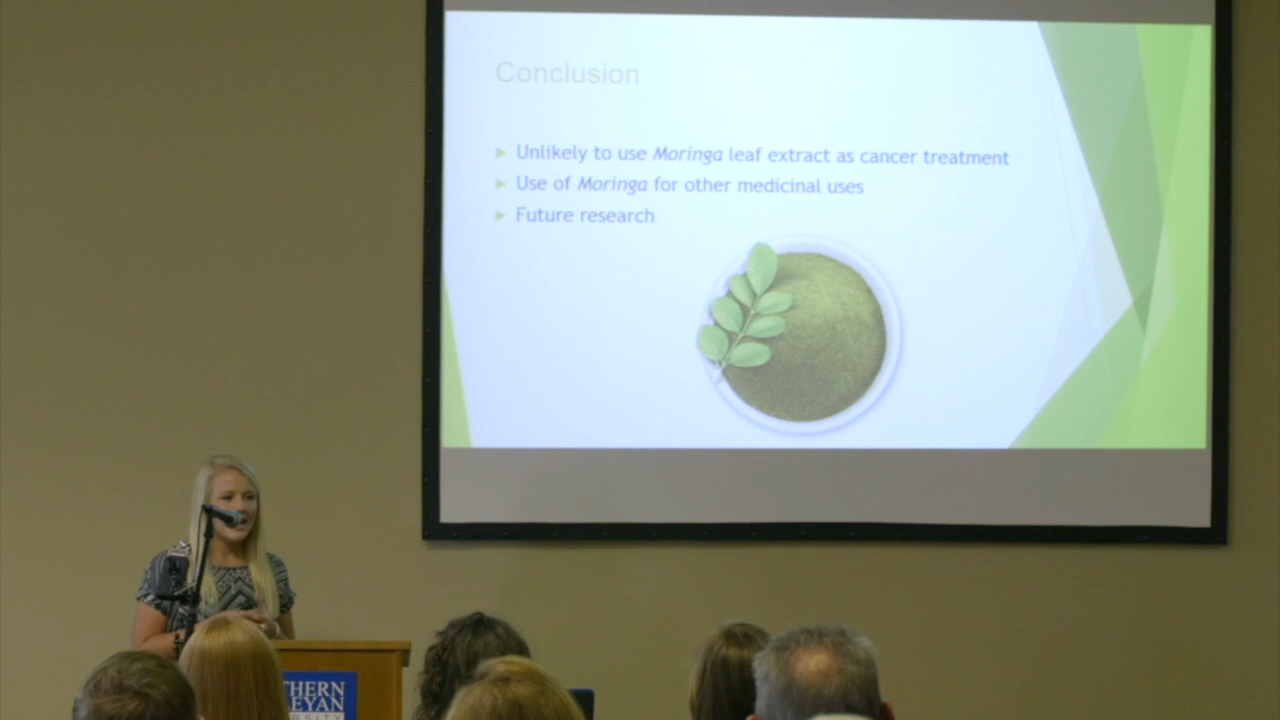 Conclusion
Unlikely to use Moringa leaf extract as cancer treatment
Use of Moringa for other medicinal uses
Future research
THERN
LEYAN